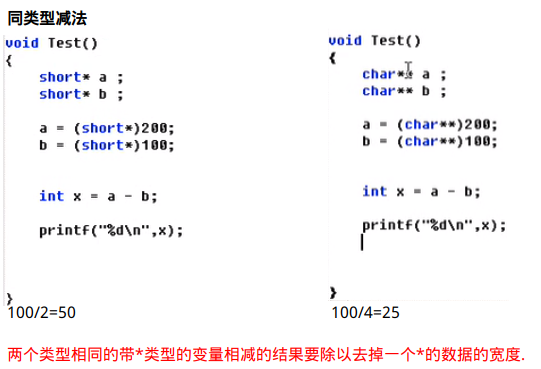 同类型减法
void Test()
{
short* a ;
short* b ;
a = (short*)200;
b = (short*)100;
int x = a - b;
printf("%d\n",x);
}
100/2=50
void Test()
{
char** a ;
char** b ;
a = (char**)200;
b = (char**)100;
int x = a - b;
printf("%d\n",x);
}
100/4=25
两个类型相同的带*类型的变量相减的结果要除以去掉一个*的数据的宽度.